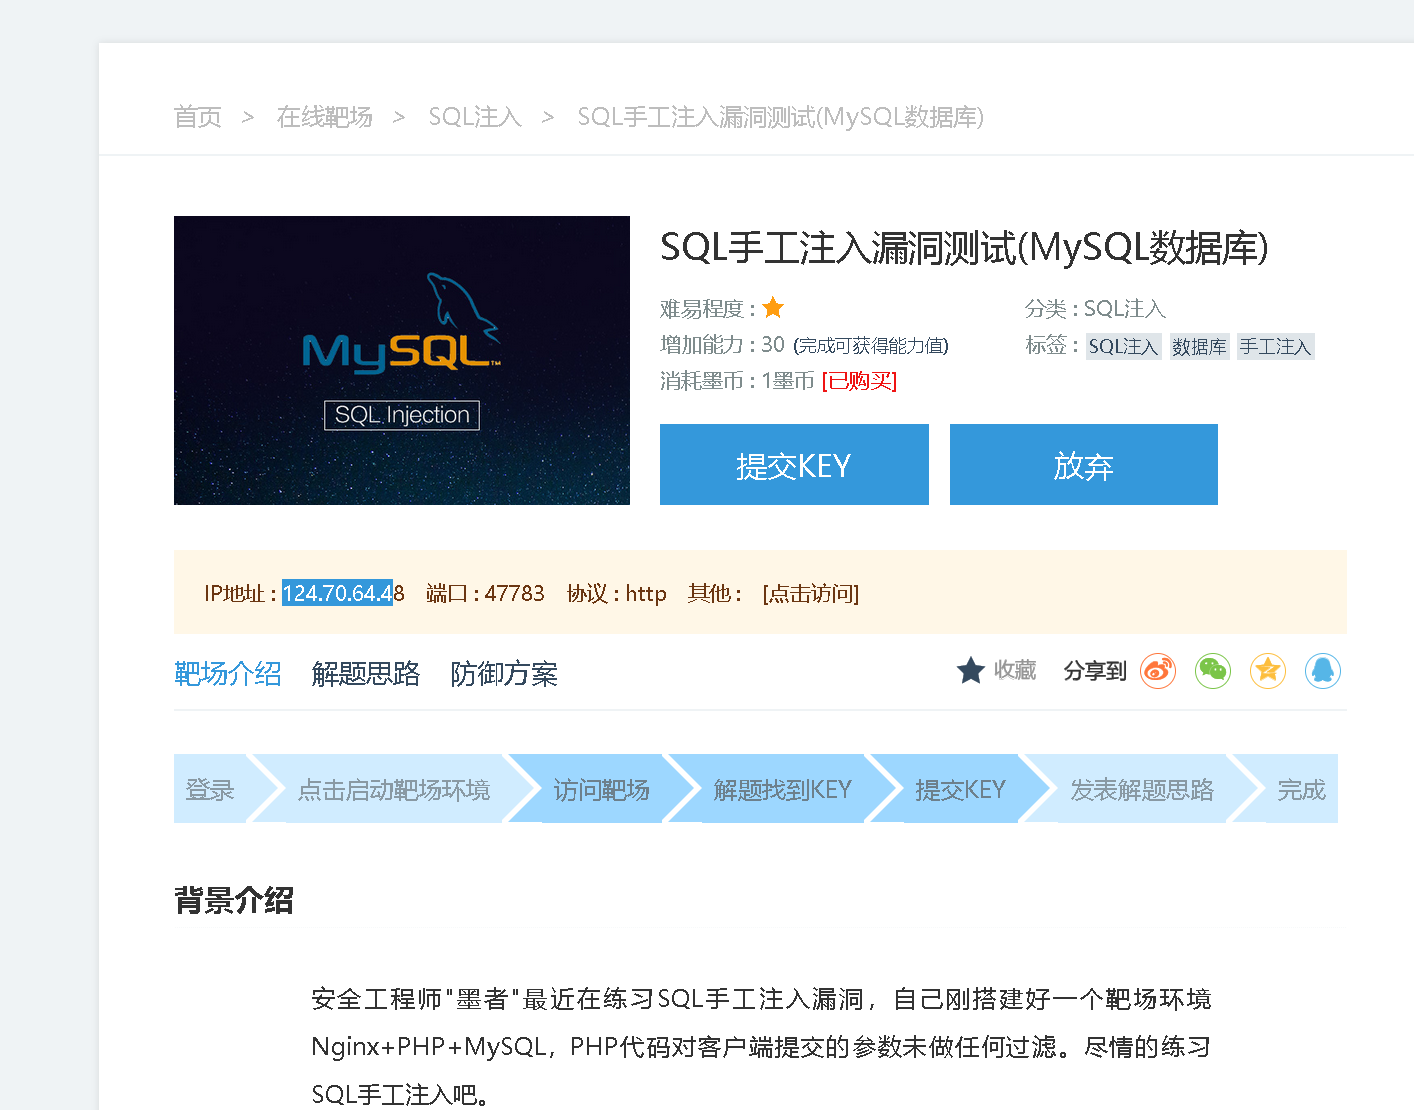 首页 > 在线靶场 > SQL注入 > SQL手工注入漏洞测试(MySQL数据库)
MySQL™
SQL Injection
SQL手工注入漏洞测试(MySQL数据库)
难易程度 : 分类 : SQL注入
增加能力 : 30 (完成可获得能力值) 标签 : SQL注入 数据库 手工注入
消耗墨币 : 1墨币 [已购买]
提交KEY 放弃
IP地址 : 124.70.64.48 端口 : 47783 协议 : http 其他 : [点击访问]
靶场介绍 解题思路 防御方案 收藏 分享到
登录 点击启动靶场环境 访问靶场 解题找到KEY 提交KEY 发表解题思路 完成
背景介绍
安全工程师"墨者"最近在练习SQL手工注入漏洞，自己刚搭建好一个靶场环境
Nginx+PHP+MySQL，PHP代码对客户端提交的参数未做任何过滤。尽情的练习
SQL手工注入吧。